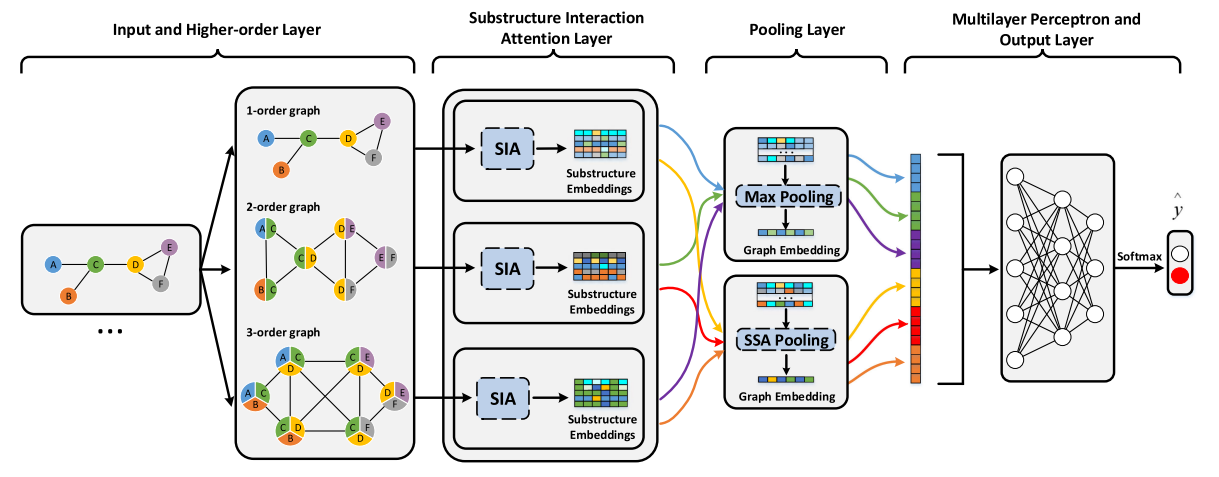 Input and Higher-order Layer
Substructure Interaction
Attention Layer
Pooling Layer
Multilayer Perceptron and
Output Layer
A
B
C
D
E
F
...
1-order graph
A
B
C
D
E
F
2-order graph
A C
B C
C D
D E
D F
E F
3-order graph
A C D
C E D
A C B
D E F
C D B
C F D
SIA
Substructure
Embeddings
SIA
Substructure
Embeddings
SIA
Substructure
Embeddings
...
Max Pooling
Graph Embedding
...
SSA Pooling
Graph Embedding
Softmax
ŷ